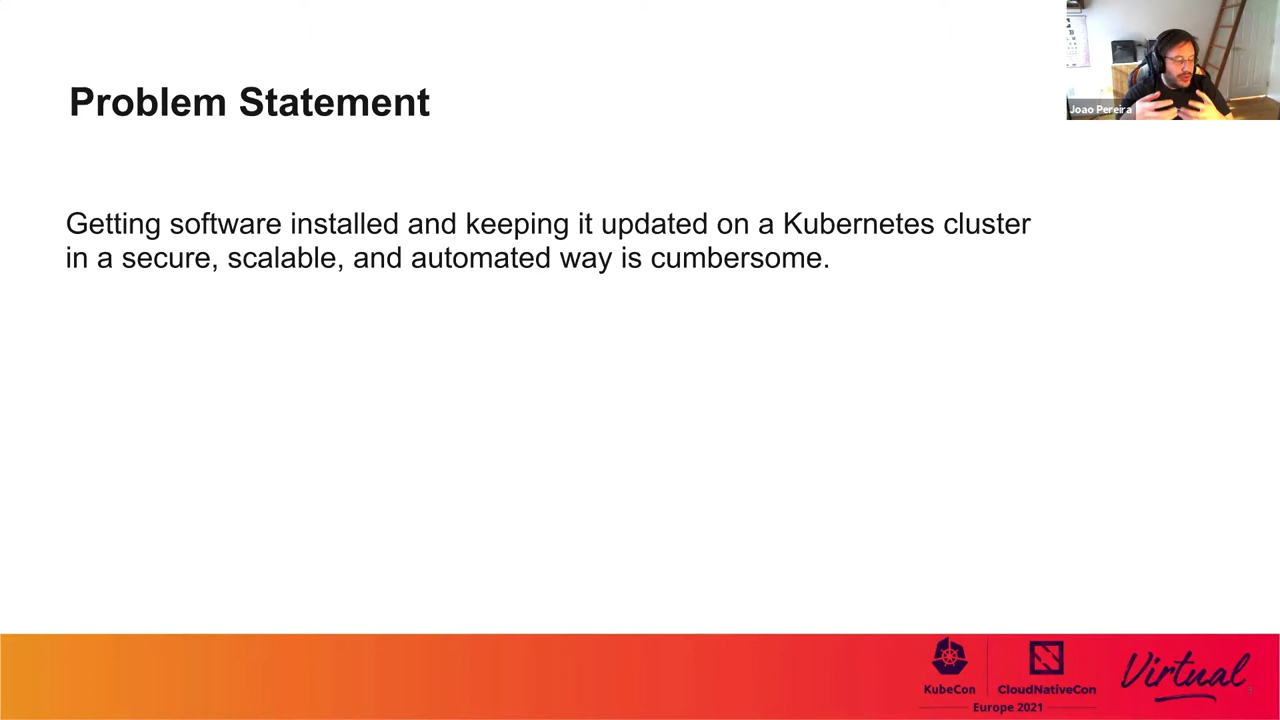 Problem Statement
Joao Pereira
Getting software installed and keeping it updated on a Kubernetes cluster
in a secure, scalable, and automated way is cumbersome.
KubeCon
CloudNativeCon
Europe 2021
Virtual